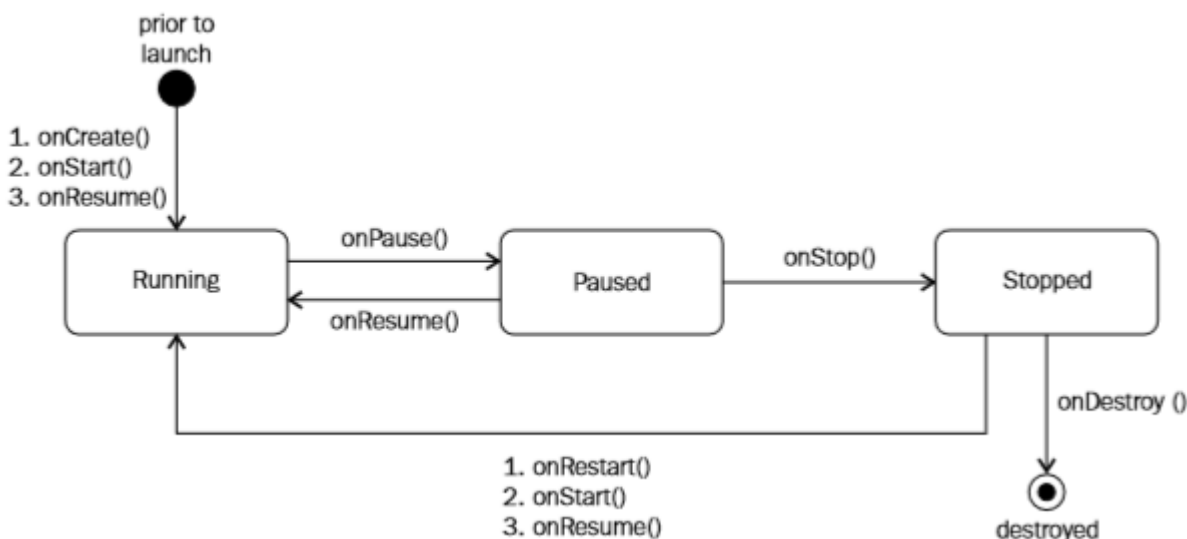 prior to
launch
1. onCreate()
2. onStart()
3. onResume()
Running
onPause()
onResume()
Paused
onStop()
Stopped
onDestroy ()
1. onRestart()
2. onStart()
3. onResume()
destroyed